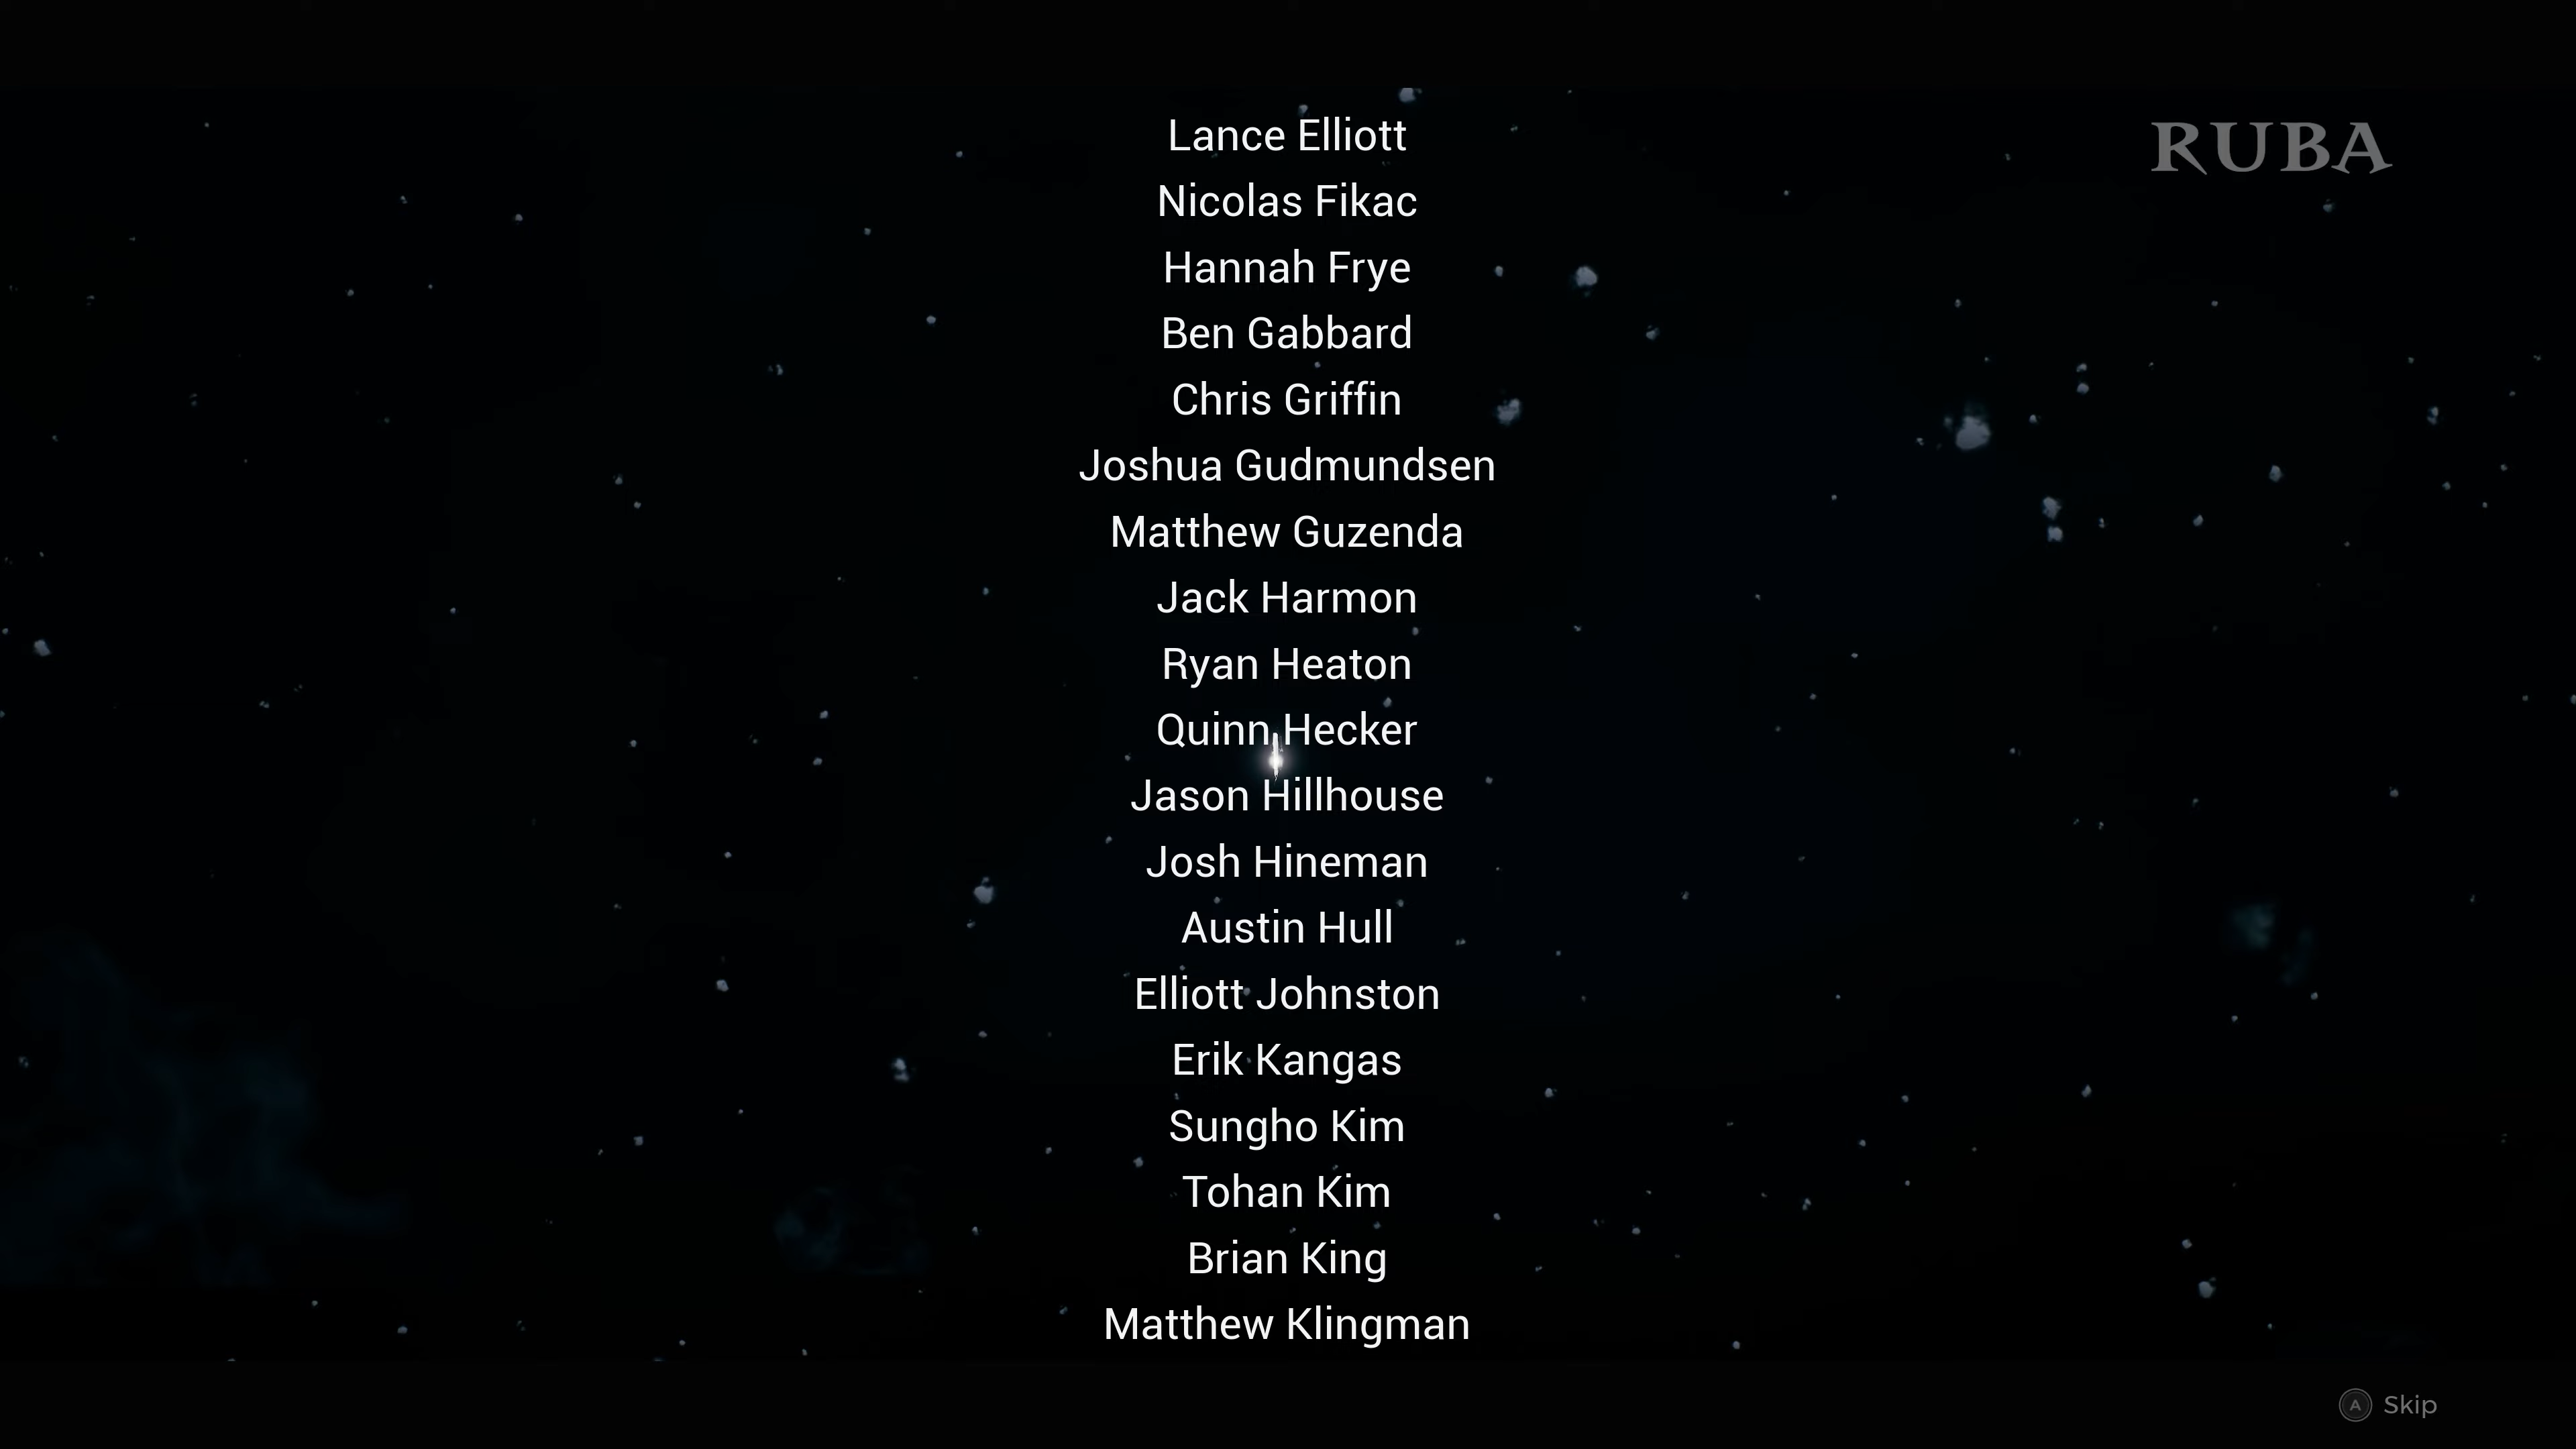 Lance Elliott
RUBA
Nicolas Fikac
Hannah Frye
Ben Gabbard
Chris Griffin
Joshua Gudmundsen
Matthew Guzenda
Jack Harmon
Ryan Heaton
Quinn Hecker
Jason Hillhouse
Josh Hineman
Austin Hull
Elliott Johnston
Erik Kangas
Sungho Kim
Tohan Kim
Brian King
Matthew Klingman
A Skip